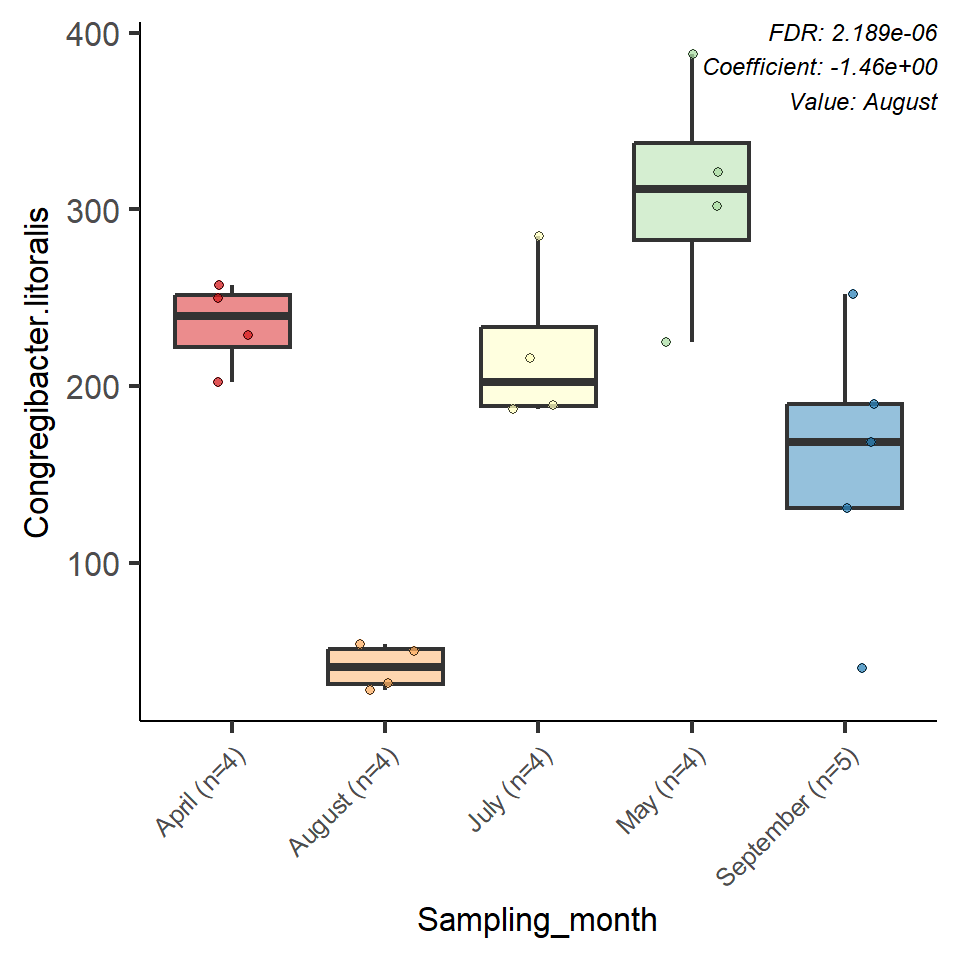 FDR: 2.189e-06
Coefficient: -1.46e+00
Value: August
Congregibacter.litoralis
400
300
200
100
April (n=4)
August (n=4)
July (n=4)
May (n=4)
September (n=5)
Sampling_month